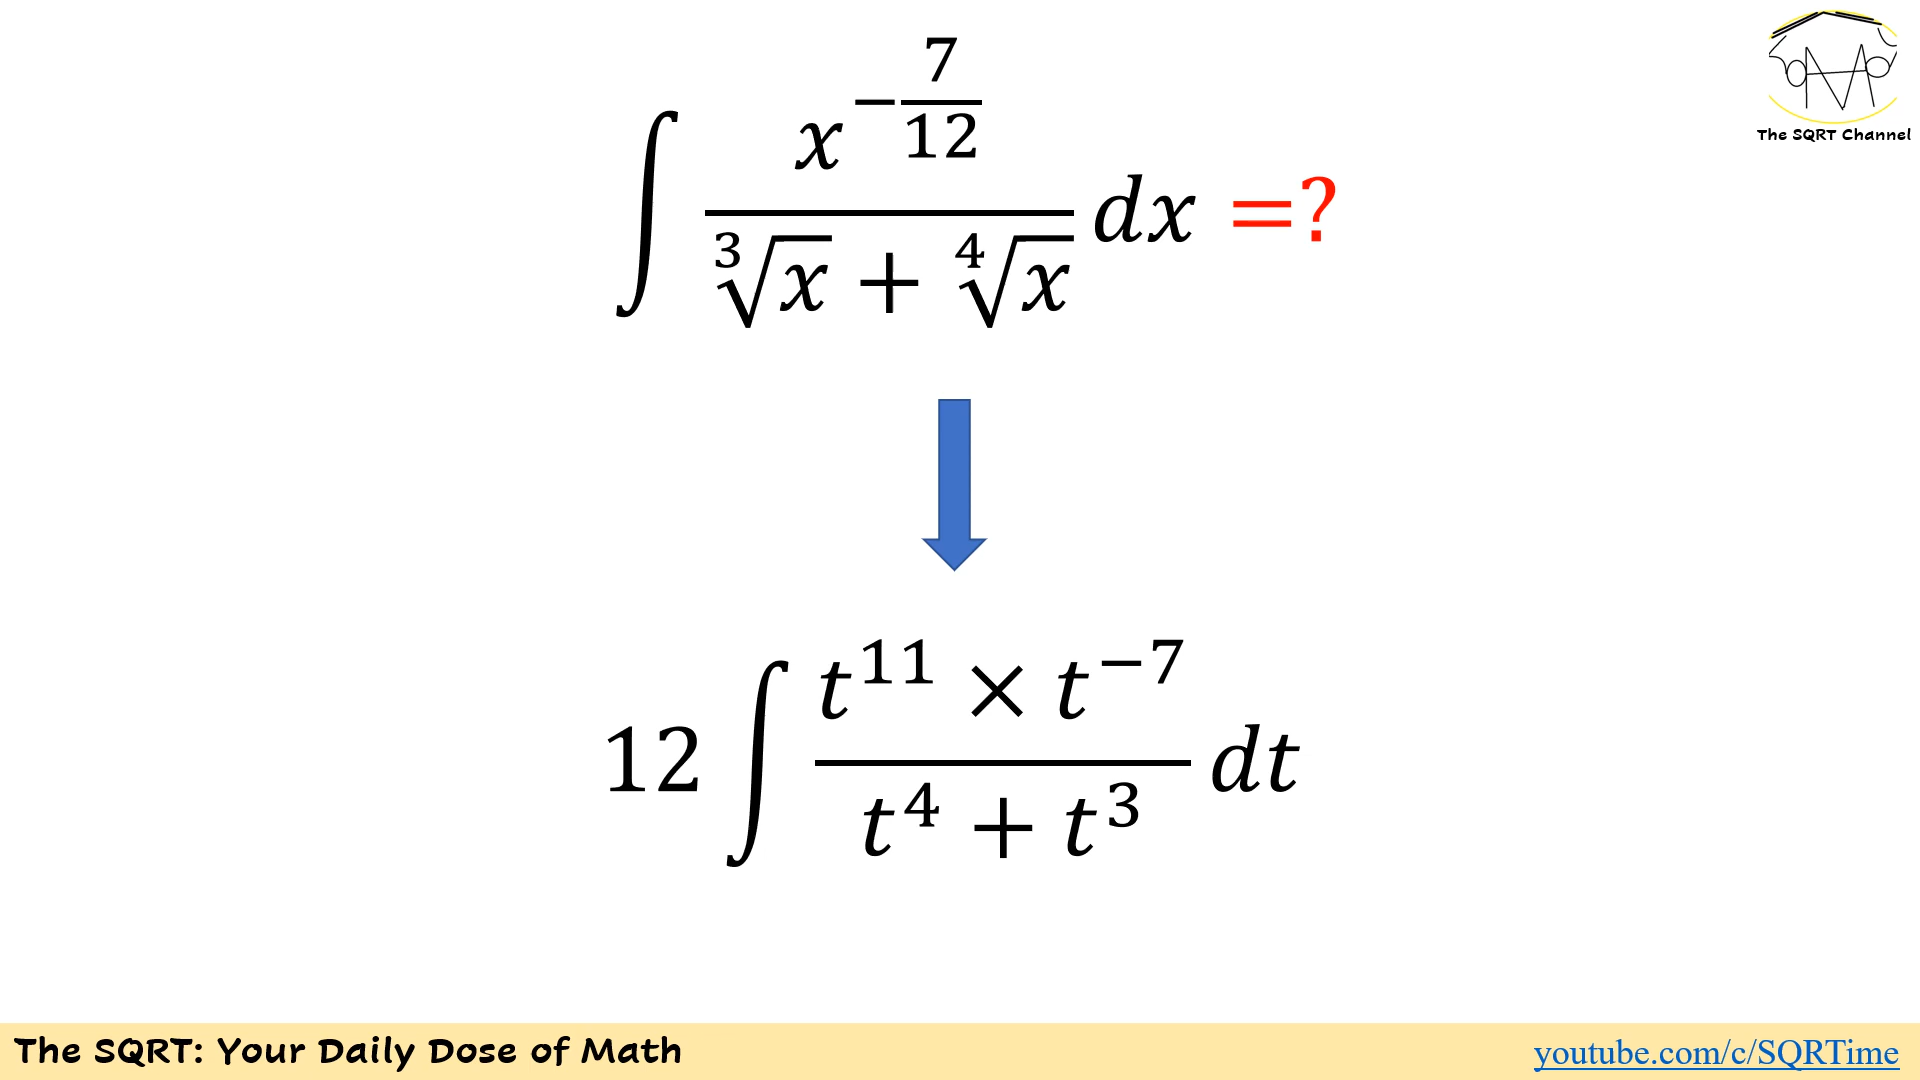 ∫ x^(-7/12) / (∛x + ∜x) dx =?
The SQRT Channel
12 ∫ (t^11 × t^-7) / (t^4 + t^3) dt
The SQRT: Your Daily Dose of Math
youtube.com/c/SQRTime